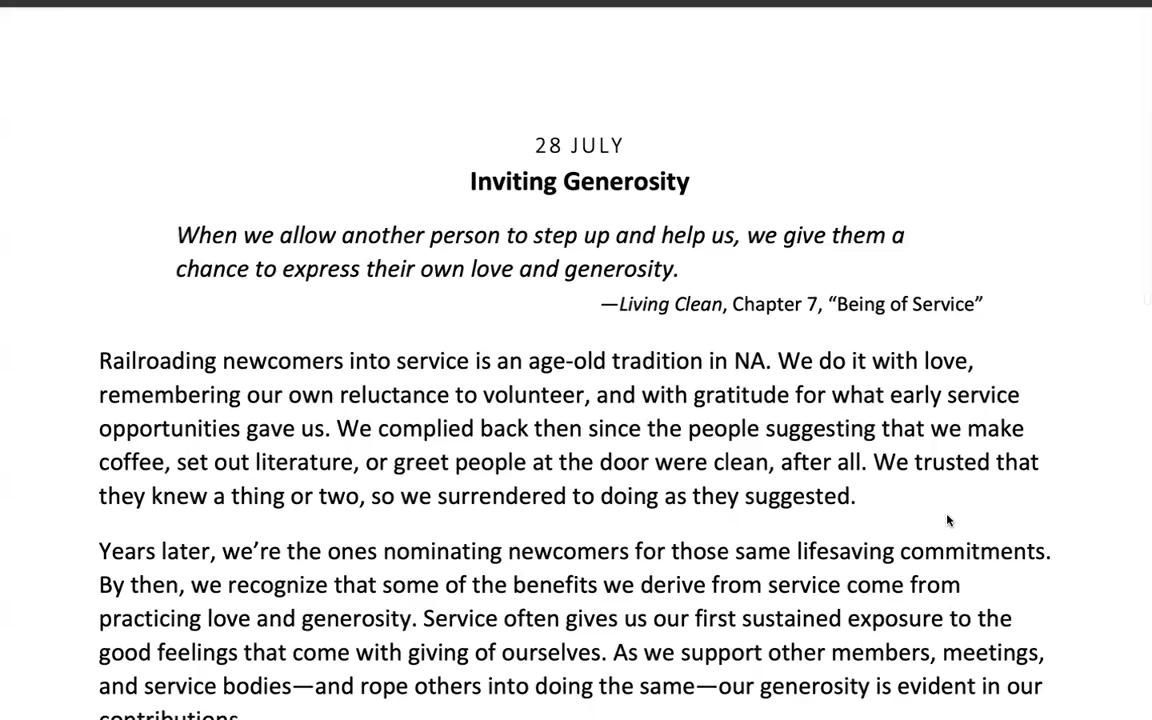 28 JULY
Inviting Generosity
When we allow another person to step up and help us, we give them a
chance to express their own love and generosity.
—Living Clean, Chapter 7, “Being of Service”
Railroading newcomers into service is an age-old tradition in NA. We do it with love,
remembering our own reluctance to volunteer, and with gratitude for what early service
opportunities gave us. We complied back then since the people suggesting that we make
coffee, set out literature, or greet people at the door were clean, after all. We trusted that
they knew a thing or two, so we surrendered to doing as they suggested.
Years later, we’re the ones nominating newcomers for those same lifesaving commitments.
By then, we recognize that some of the benefits we derive from service come from
practicing love and generosity. Service often gives us our first sustained exposure to the
good feelings that come with giving of ourselves. As we support other members, meetings,
and service bodies—and rope others into doing the same—our generosity is evident in our
contributions.